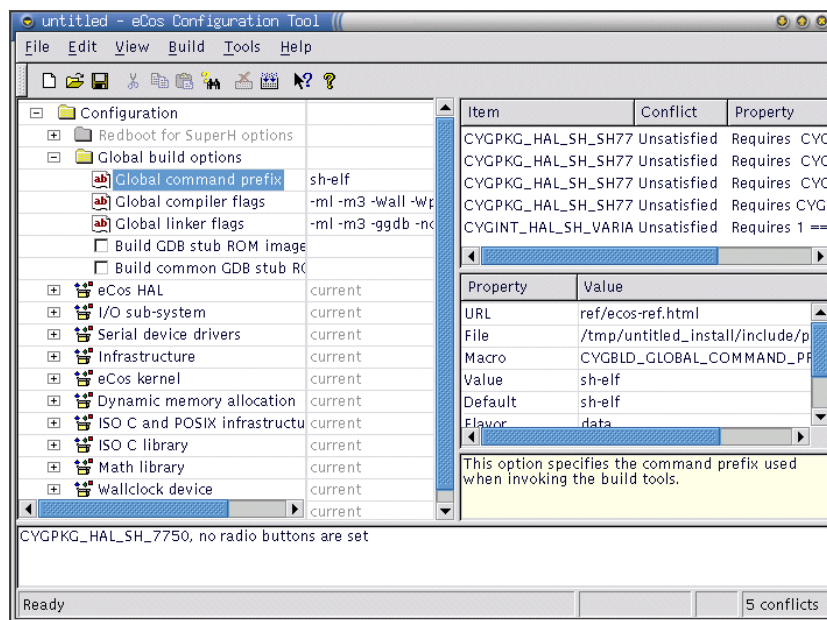 untitled - eCos Configuration Tool
File Edit View Build Tools Help
Configuration
Redboot for SuperH options
Global build options
Global command prefix sh-elf
Global compiler flags -ml -m3 -Wall -Wp
Global linker flags -ml -m3 -ggdb -no
Build GDB stub ROM image
Build common GDB stub RO
eCos HAL current
I/O sub-system current
Serial device drivers current
Infrastructure current
eCos kernel current
Dynamic memory allocation current
ISO C and POSIX infrastructu current
ISO C library current
Math library current
Wallclock device current
current
Item Conflict Property
CYGPKG_HAL_SH_SH77 Unsatisfied Requires CYG
CYGPKG_HAL_SH_SH77 Unsatisfied Requires CYG
CYGPKG_HAL_SH_SH77 Unsatisfied Requires CYG
CYGPKG_HAL_SH_SH77 Unsatisfied Requires CYG
CYGINT_HAL_SH_VARIA Unsatisfied Requires 1 ==
Property Value
URL ref/ecos-ref.html
File /tmp/untitled_install/include/p
Macro CYGBLD_GLOBAL_COMMAND_PR
Value sh-elf
Default sh-elf
Flavor data
This option specifies the command prefix used
when invoking the build tools.
CYGPKG_HAL_SH_7750, no radio buttons are set
Ready 5 conflicts